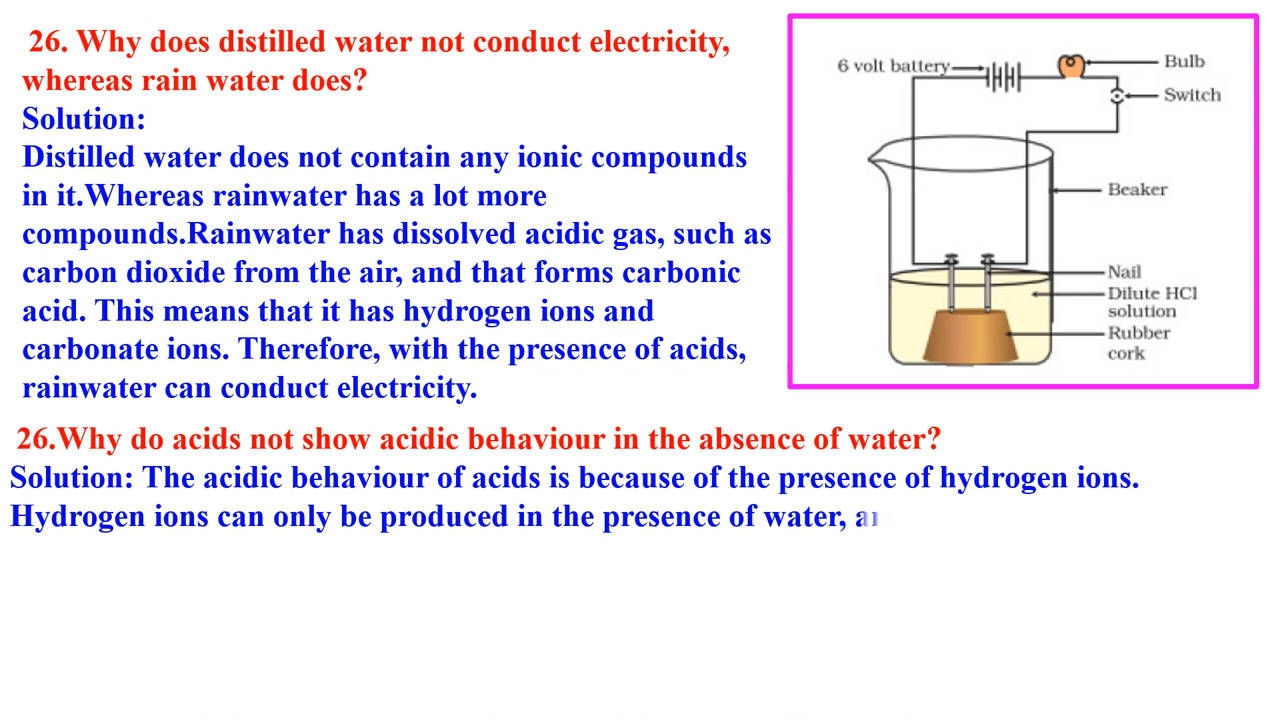 26. Why does distilled water not conduct electricity,
whereas rain water does?
Solution:
Distilled water does not contain any ionic compounds
in it.Whereas rainwater has a lot more
compounds.Rainwater has dissolved acidic gas, such as
carbon dioxide from the air, and that forms carbonic
acid. This means that it has hydrogen ions and
carbonate ions. Therefore, with the presence of acids,
rainwater can conduct electricity.
6 volt battery
Bulb
Switch
Beaker
Nail
Dilute HCl
solution
Rubber
cork
26.Why do acids not show acidic behaviour in the absence of water?
Solution: The acidic behaviour of acids is because of the presence of hydrogen ions.
Hydrogen ions can only be produced in the presence of water,